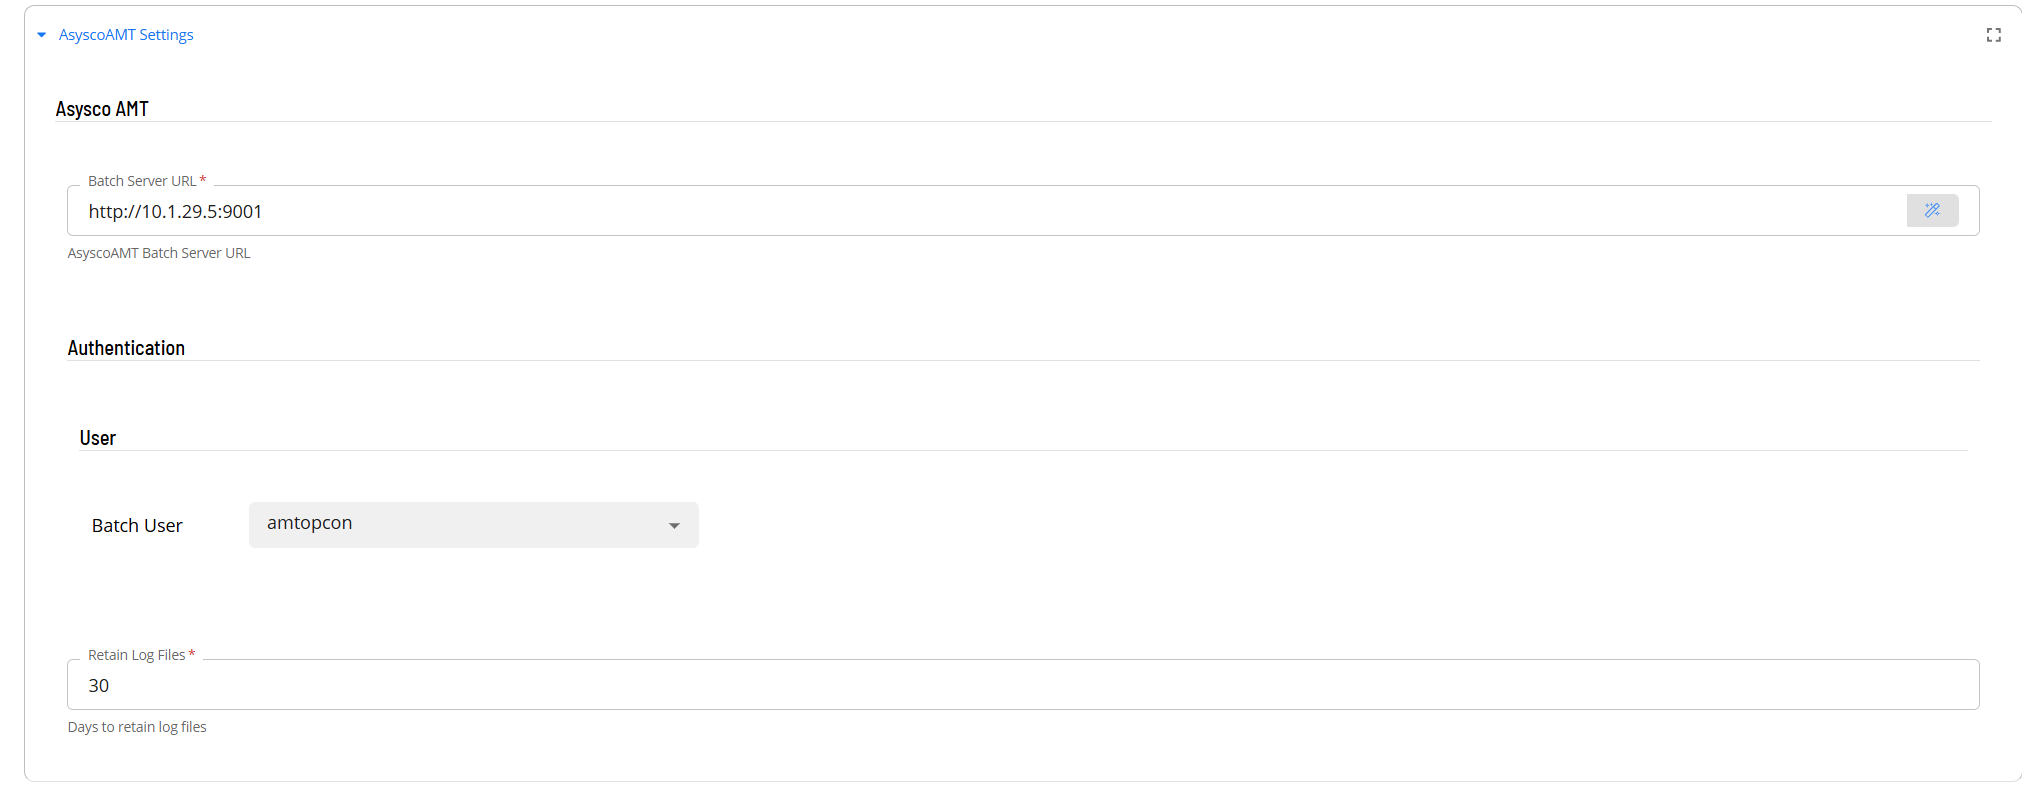 AsyscoAMT Settings
Asysco AMT
Batch Server URL *
http://10.1.29.5:9001
AsyscoAMT Batch Server URL
Authentication
User
Batch User
amtopcon
Retain Log Files *
30
Days to retain log files